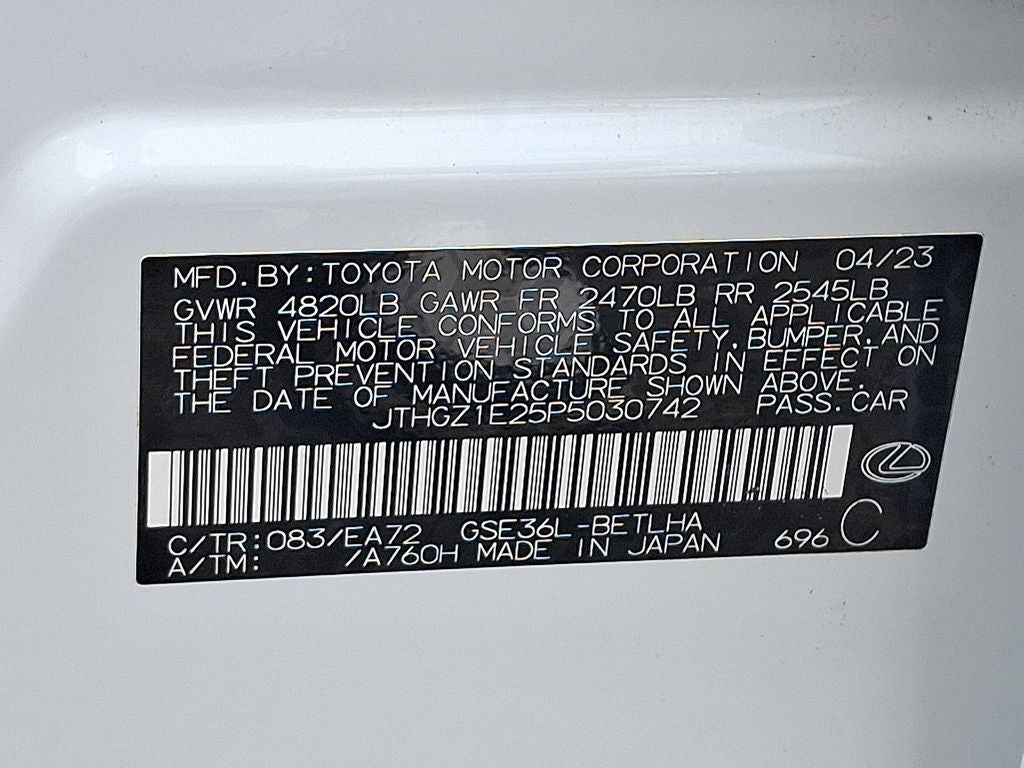 MFD. BY: TOYOTA MOTOR CORPORATION 04/23
GVWR 4820LB GAWR FR 2470LB RR 2545LB
THIS VEHICLE CONFORMS TO ALL APPLICABLE
FEDERAL MOTOR VEHICLE SAFETY, BUMPER, AND
THEFT PREVENTION STANDARDS IN EFFECT ON
THE DATE OF MANUFACTURE SHOWN ABOVE.
JTHGZ1E25P5030742 PASS. CAR
C/TR: 083/EA72 GSE36L-BETLHA
A/TM: /A760H MADE IN JAPAN 696 C